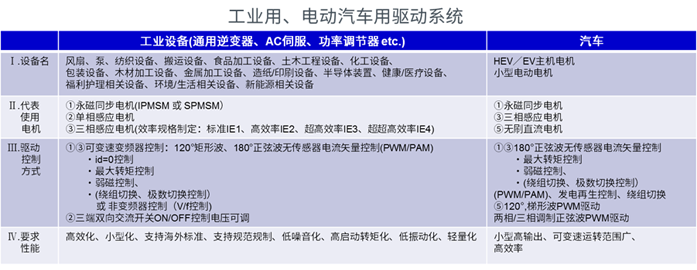 工业用、电动汽车用驱动系统
工业设备(通用逆变器、AC伺服、功率调节器 etc.)
汽车
Ⅰ.设备名
风扇、泵、纺织设备、搬运设备、食品加工设备、土木工程设备、化工设备、
包装设备、木材加工设备、金属加工设备、造纸/印刷设备、半导体装置、健康/医疗设备、
福利护理相关设备、环境/生活相关设备、新能源相关设备
HEV／EV主机电机
小型电动电机
Ⅱ.代表
使用
电机
①永磁同步电机(IPMSM 或 SPMSM)
②单相感应电机
③三相感应电机(效率规格制定：标准IE1、高效率IE2、超高效率IE3、超超高效率IE4)
①永磁同步电机
③三相感应电机
⑤无刷直流电机
Ⅲ.驱动
控制
方式
①③可变速变频器控制：120°矩形波、180°正弦波无传感器电流矢量控制(PWM/PAM)
・id=0控制
・最大转矩控制
・弱磁控制、
・(绕组切换、极数切换控制)
或 非变频器控制（V/f控制)
②三端双向交流开关ON/OFF控制电压可调
①③180°正弦波无传感器电流矢量控制
・最大转矩控制
・弱磁控制、
・(绕组切换、极数切换控制)
(PWM/PAM)、发电再生控制、绕组切换
⑤120°,梯形波PWM驱动
两相/三相调制正弦波PWM驱动
Ⅳ.要求
性能
高效化、小型化、支持海外标准、支持规范规制、低噪音化、高启动转矩化、低振动化、轻量化
小型高输出、可变速运转范围广、
高效率